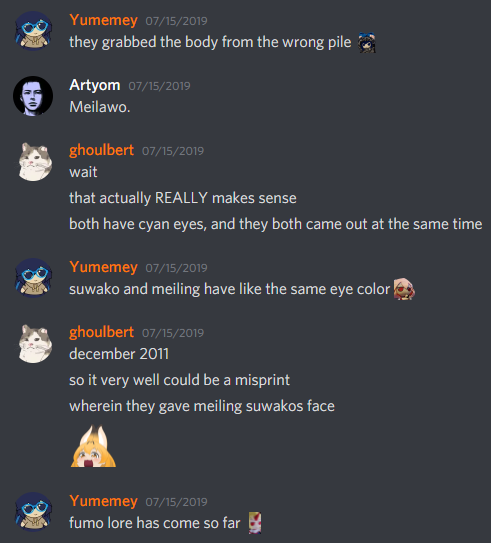 Yumemey 07/15/2019
they grabbed the body from the wrong pile
Artyom 07/15/2019
Meilawo.
ghoulbert 07/15/2019
wait
that actually REALLY makes sense
both have cyan eyes, and they both came out at the same time
Yumemey 07/15/2019
suwako and meiling have like the same eye color
ghoulbert 07/15/2019
december 2011
so it very well could be a misprint
wherein they gave meiling suwakos face
Yumemey 07/15/2019
fumo lore has come so far